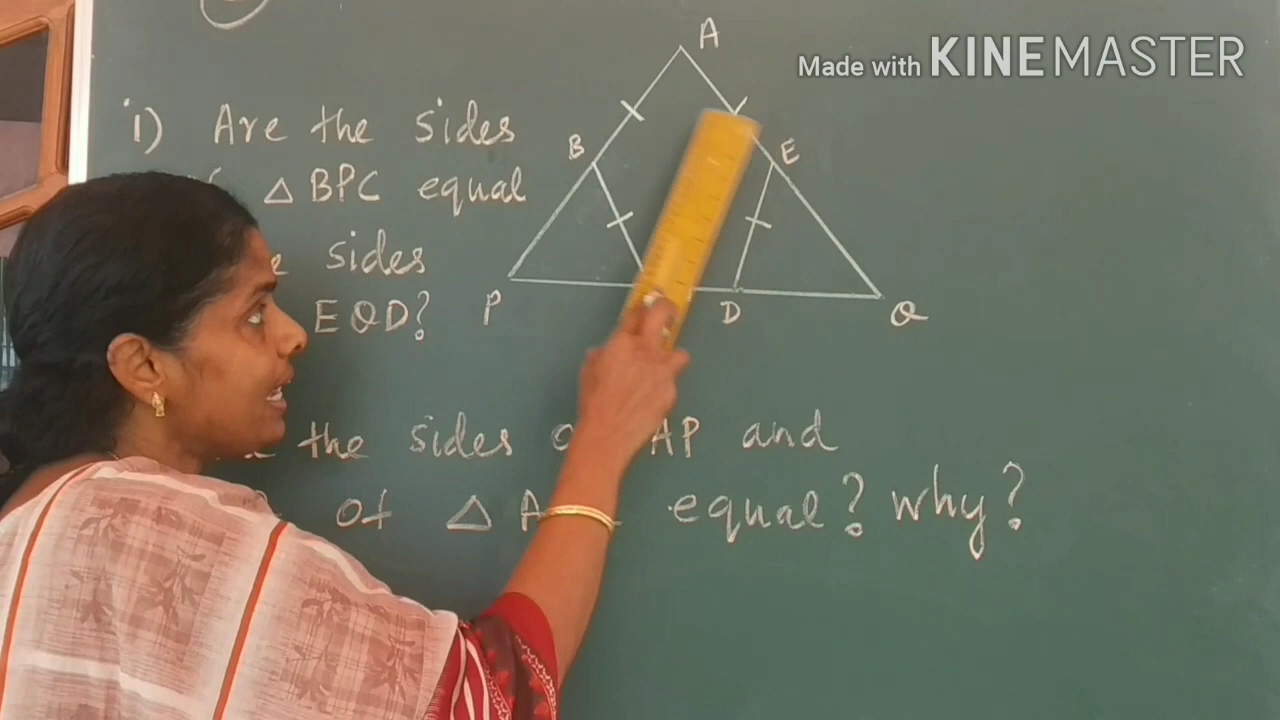 A
Made with KINEMASTER
i) Are the sides
B
E
△ BPC equal
sides
P
D
Q
EQD?
the sides AP and
of △ A equal? why?